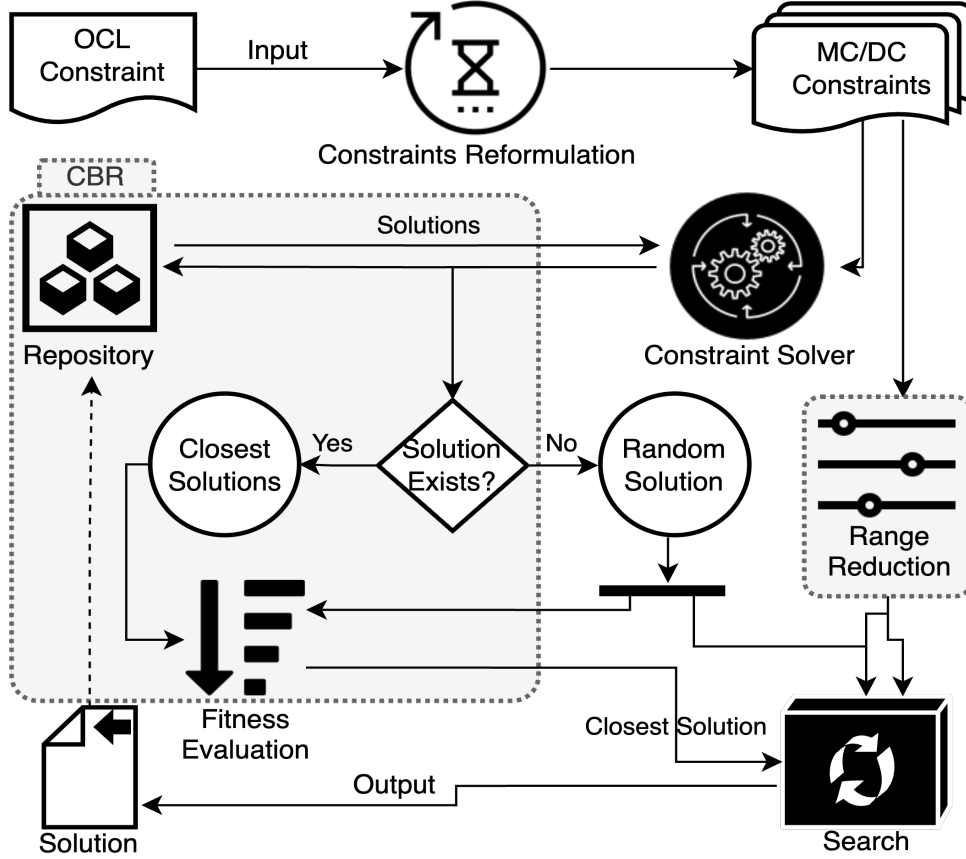 OCL
Constraint
Input
Constraints Reformulation
MC/DC
Constraints
CBR
Solutions
Repository
Constraint Solver
Closest
Solutions
Yes
Solution
Exists?
No
Random
Solution
Range
Reduction
Fitness
Evaluation
Closest Solution
Output
Solution
Search